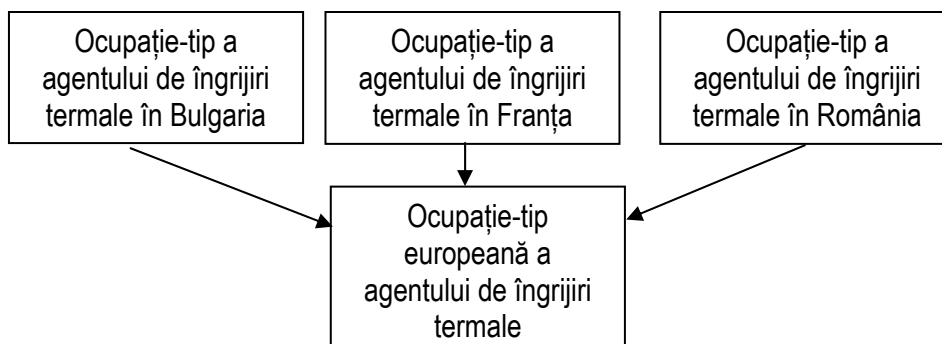 Ocupație-tip a
agentului de îngrijiri
termale în Bulgaria
Ocupație-tip a
agentului de îngrijiri
termale în Franța
Ocupație-tip a
agentului de îngrijiri
termale în România
Ocupație-tip
europeană a
agentului de îngrijiri
termale